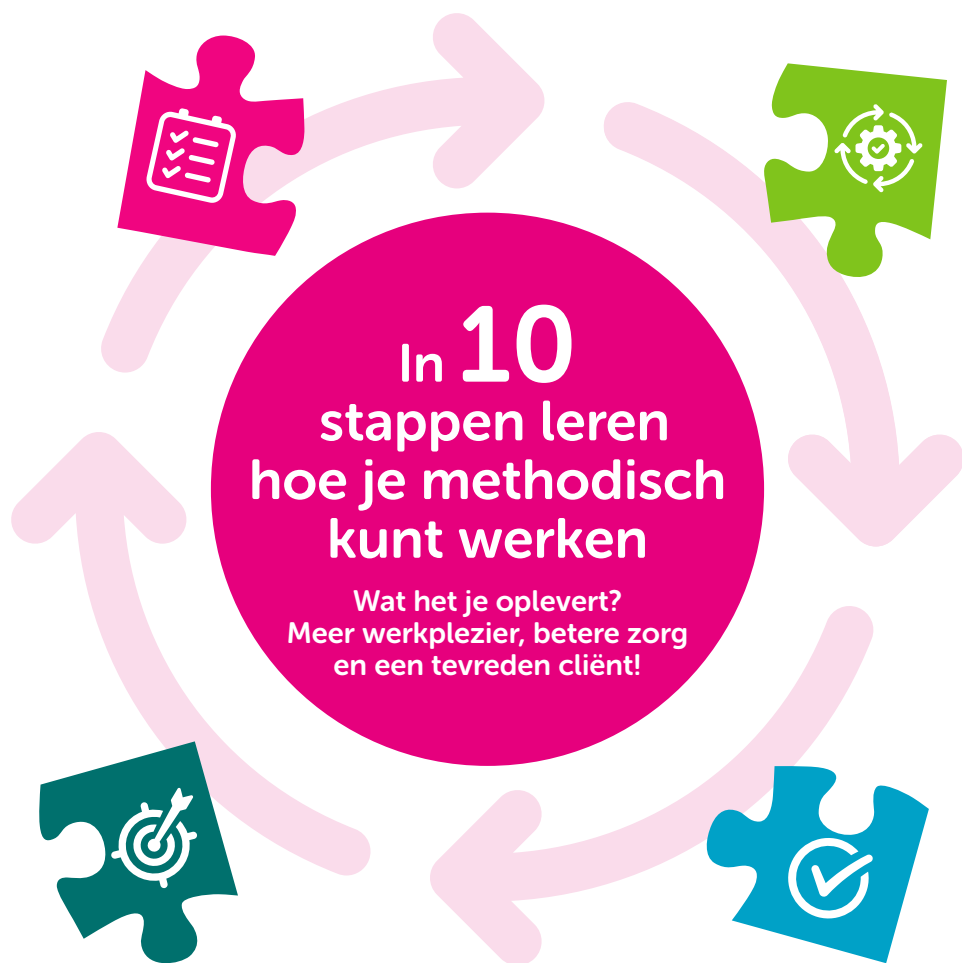 In 10
stappen leren
hoe je methodisch
kunt werken
Wat het je oplevert?
Meer werkplezier, betere zorg
en een tevreden cliënt!